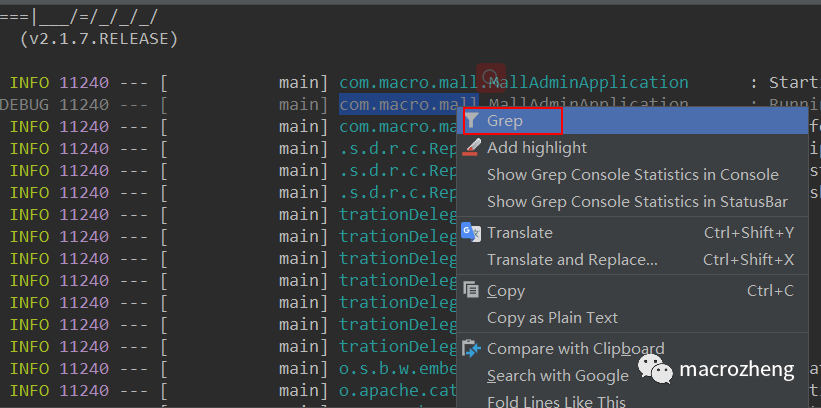 ===|___/=/_/_/_/
(v2.1.7.RELEASE)
INFO 11240 --- [ main] com.macro.mall.MallAdminApplication : Start
DEBUG 11240 --- [ main] com.macro.mall.MallAdminApplication : Runnin
INFO 11240 --- [ main] com.macro.ma
Grep
INFO 11240 --- [ main] .s.d.r.c.Rep
Add highlight
INFO 11240 --- [ main] .s.d.r.c.Rep
Show Grep Console Statistics in Console
INFO 11240 --- [ main] .s.d.r.c.Rep
Show Grep Console Statistics in StatusBar
INFO 11240 --- [ main] trationDeleg
INFO 11240 --- [ main] trationDeleg
Translate Ctrl+Shift+Y
INFO 11240 --- [ main] trationDeleg
Translate and Replace... Ctrl+Shift+X
INFO 11240 --- [ main] trationDeleg
Copy Ctrl+C
INFO 11240 --- [ main] trationDeleg
Copy as Plain Text
INFO 11240 --- [ main] trationDeleg
INFO 11240 --- [ main] trationDeleg
Compare with Clipboard
INFO 11240 --- [ main] o.s.b.w.embe
Search with Google
INFO 11240 --- [ main] o.apache.cat
Fold Lines Like This
macrozheng